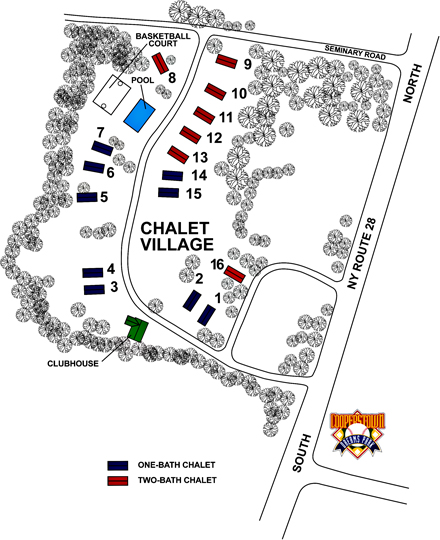 BASKETBALL
COURT
POOL
8
9
SEMINARY ROAD
NORTH
10
11
12
13
14
15
7
6
5
CHALET
VILLAGE
NY ROUTE 28
16
4
3
2
1
CLUBHOUSE
COOPERSTOWN
DREAMS PARK
SOUTH
ONE-BATH CHALET
TWO-BATH CHALET